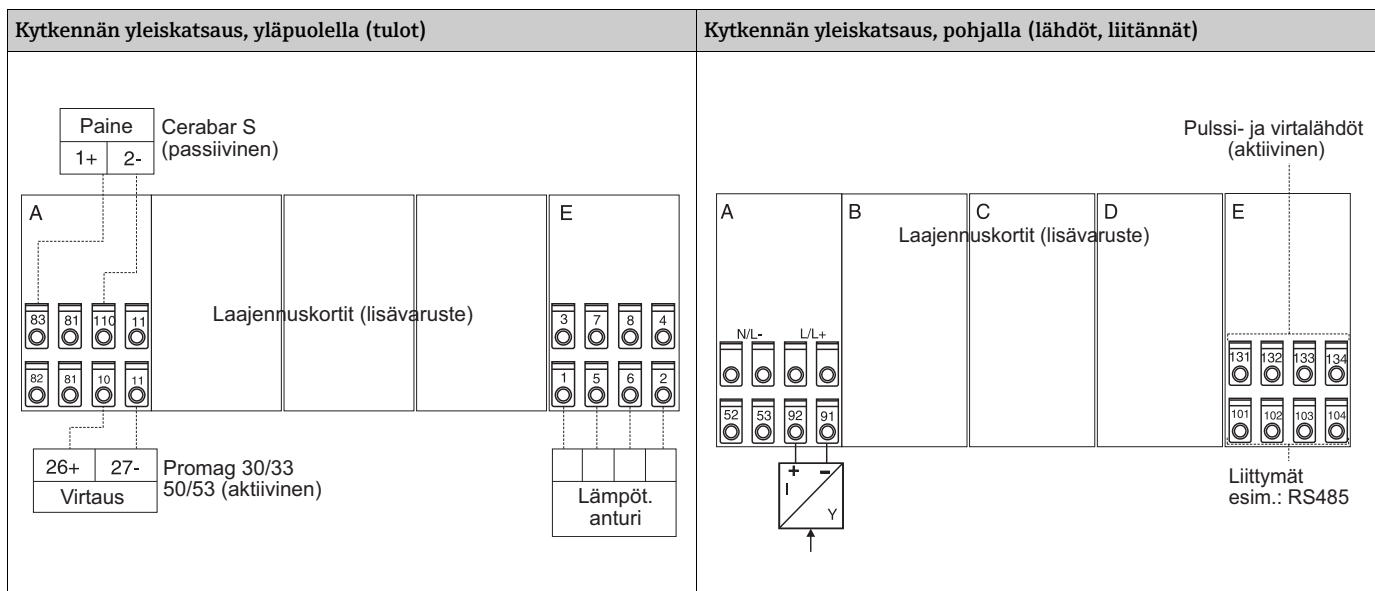 Kytkennän yleiskatsaus, yläpuolella (tulot)
Paine
1+ 2-
Cerabar S
(passiivinen)
A
E
Laajennuskortit (lisävaruste)
83 81 110 11
82 81 10 11
3 7 8 4
1 5 6 2
26+ 27-
Virtaus
Promag 30/33
50/53 (aktiivinen)
Lämpöt.
anturi
Kytkennän yleiskatsaus, pohjalla (lähdöt, liitännät)
Pulssi- ja virtalähdöt
(aktiivinen)
A B C D E
Laajennuskortit (lisävaruste)
N/L- L/L+
52 53 92 91
131 132 133 134
101 102 103 104
+ -
I
Y
Liittymät
esim.: RS485